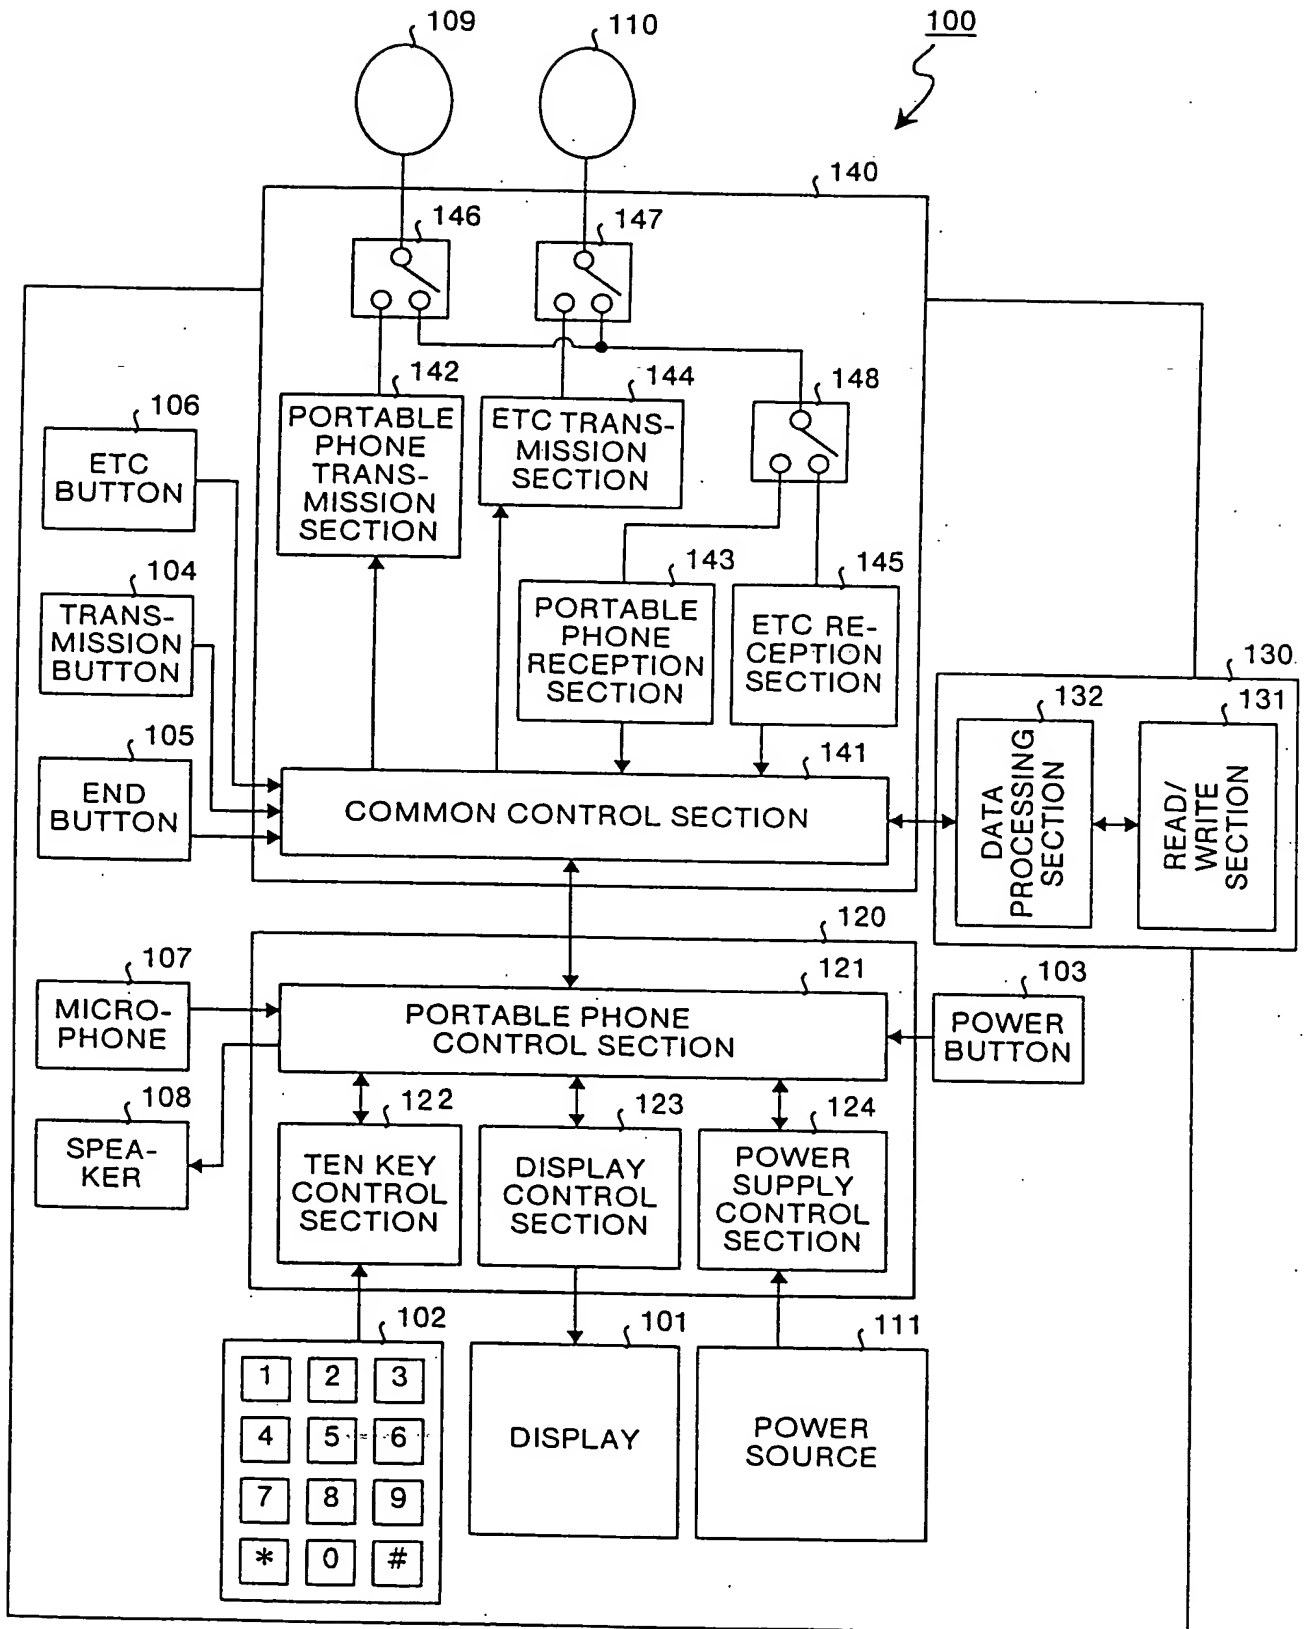 109
110
100
140
146
147
142
144
148
106
PORTABLE
PHONE
TRANS-
MISSION
SECTION
ETC TRANS-
MISSION
SECTION
ETC
BUTTON
104
143
145
TRANS-
MISSION
BUTTON
PORTABLE
PHONE
RECEPTION
SECTION
ETC RE-
CEPTION
SECTION
130
132
131
105
141
END
BUTTON
COMMON CONTROL SECTION
DATA
PROCESSING
SECTION
READ/
WRITE
SECTION
120
107
121
103
MICRO-
PHONE
PORTABLE PHONE
CONTROL SECTION
POWER
BUTTON
108
122
123
124
SPEA-
KER
TEN KEY
CONTROL
SECTION
DISPLAY
CONTROL
SECTION
POWER
SUPPLY
CONTROL
SECTION
102
101
111
1 2 3
4 5 6
7 8 9
* 0 #
DISPLAY
POWER
SOURCE